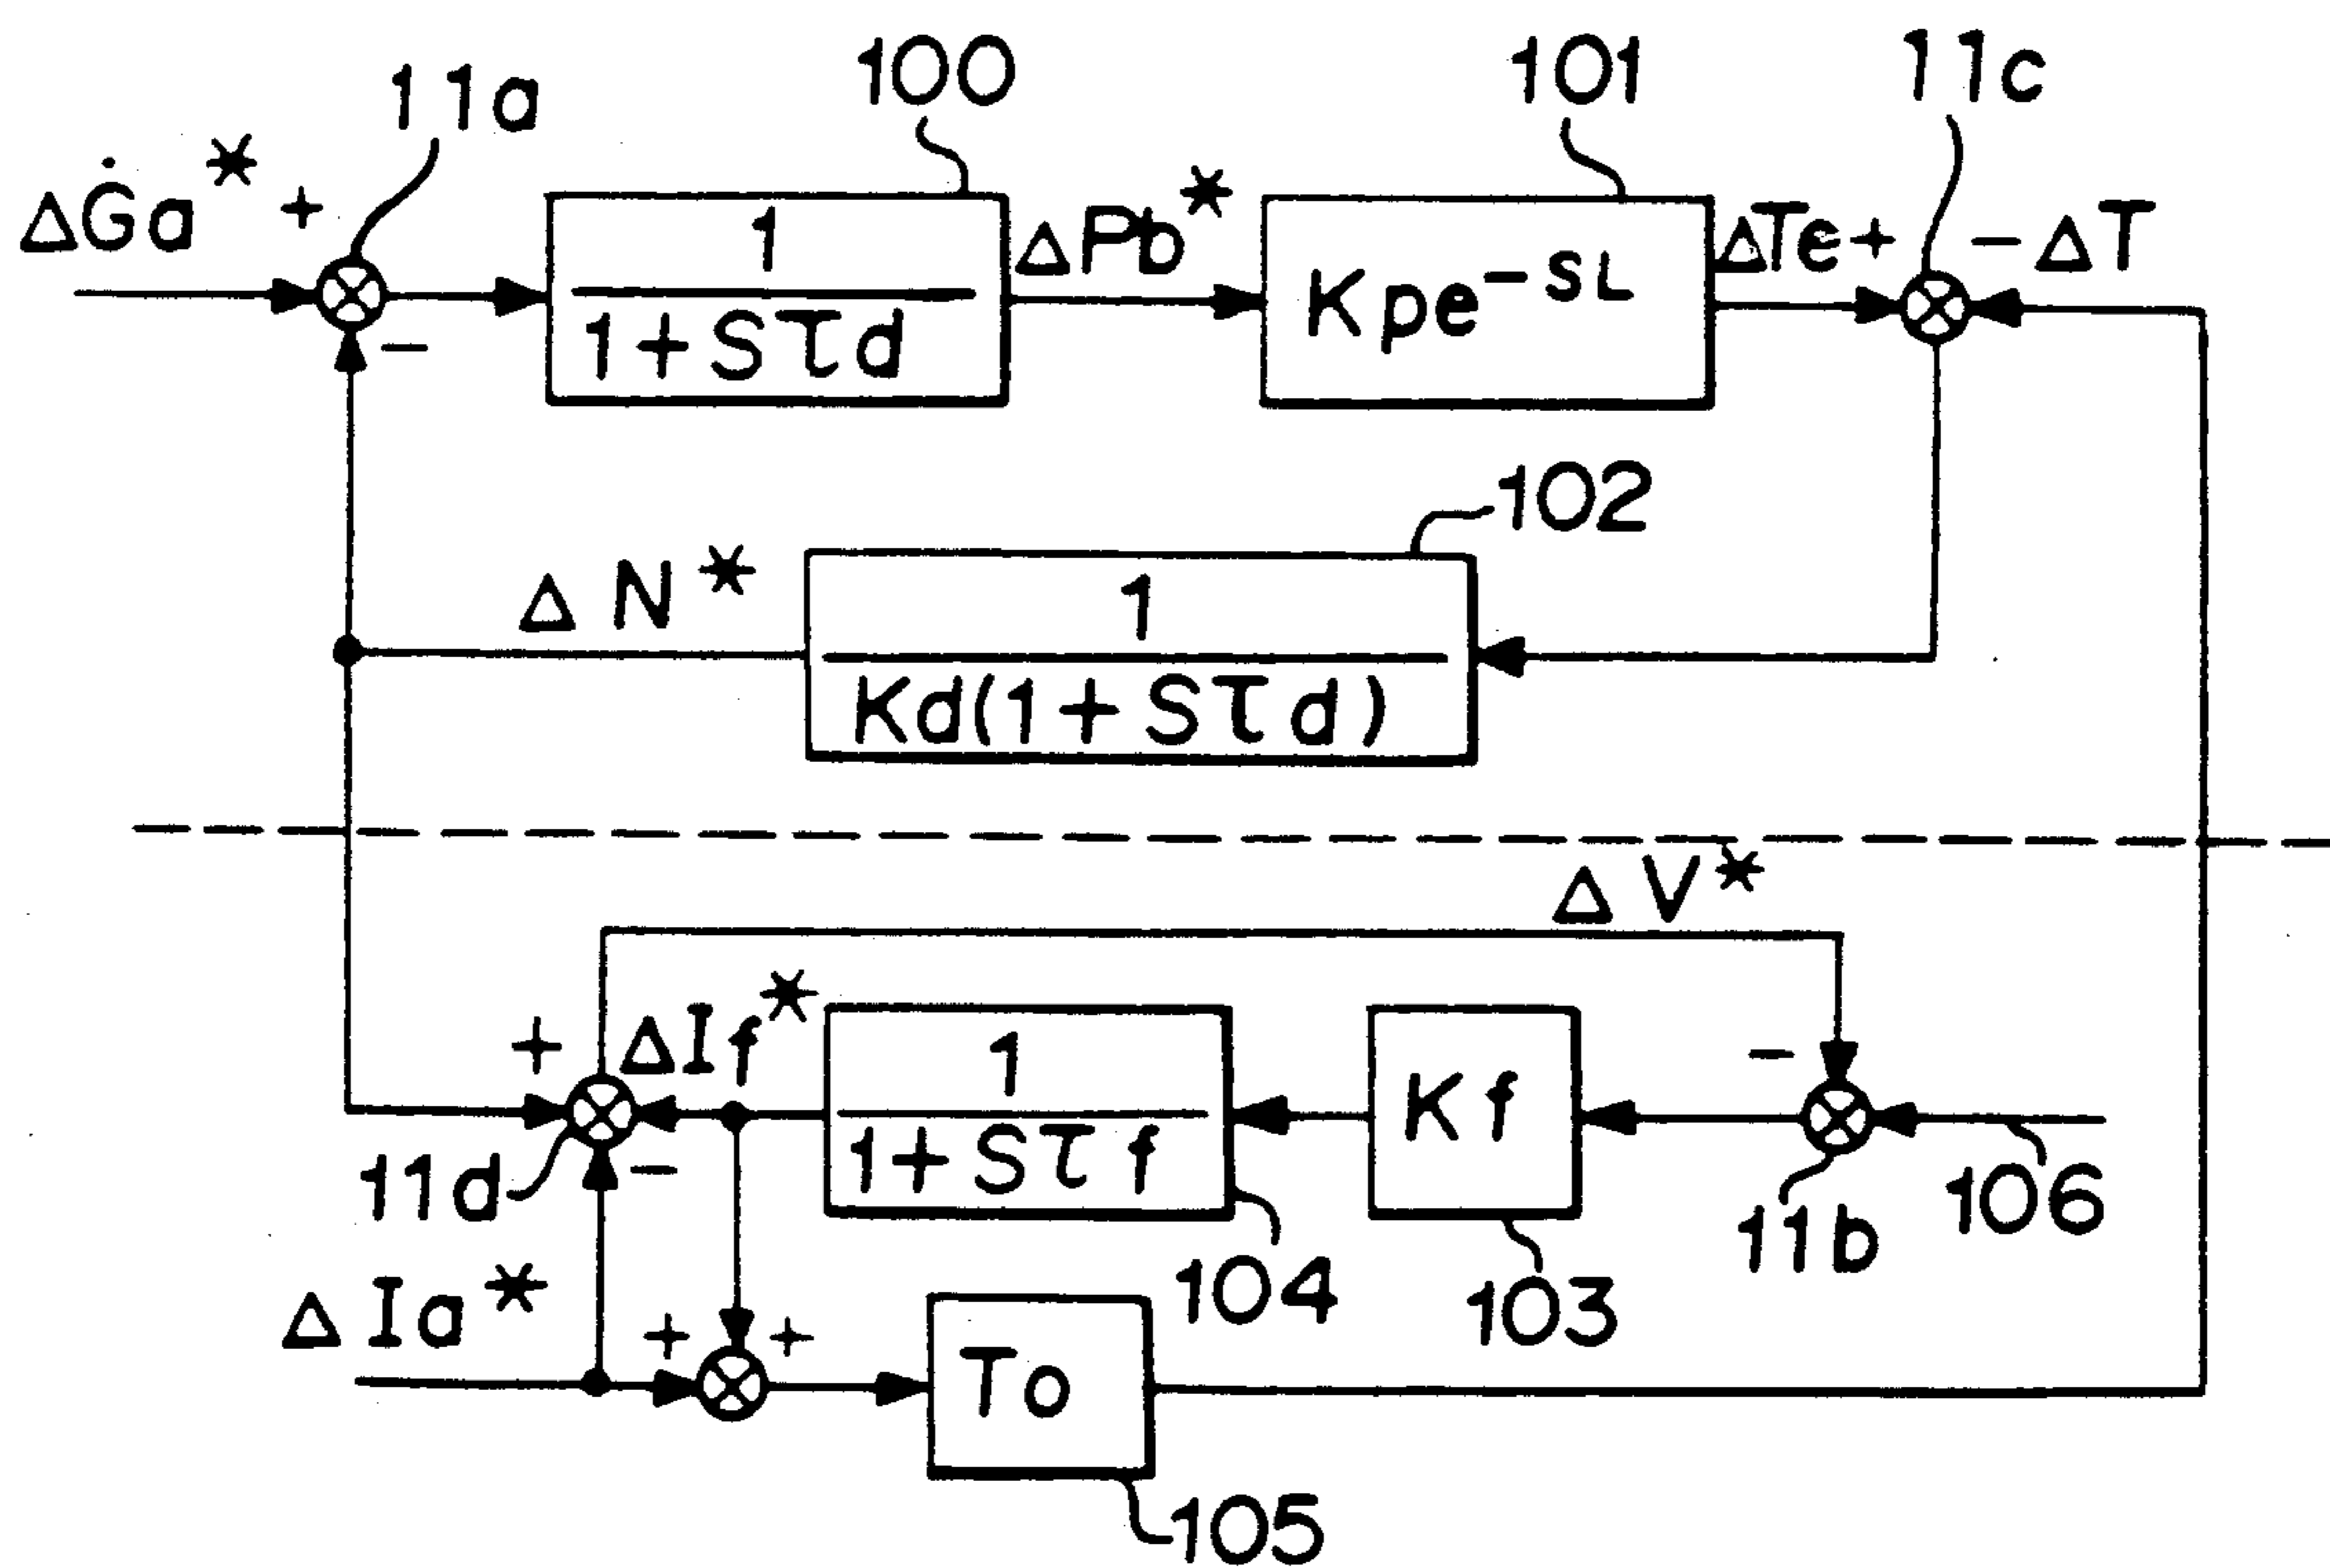 11a 100 101 11c
ΔĠa* + 1 ΔPb* Kpe^-SL ΔTe + - ΔT
1+Sτd
-
102
ΔN* 1
Kd(1+Sτd)
ΔV*
+ ΔIf* 1 Kf -
1+Sτf
11d - 104 103 11b 106
ΔIa* + + To
105